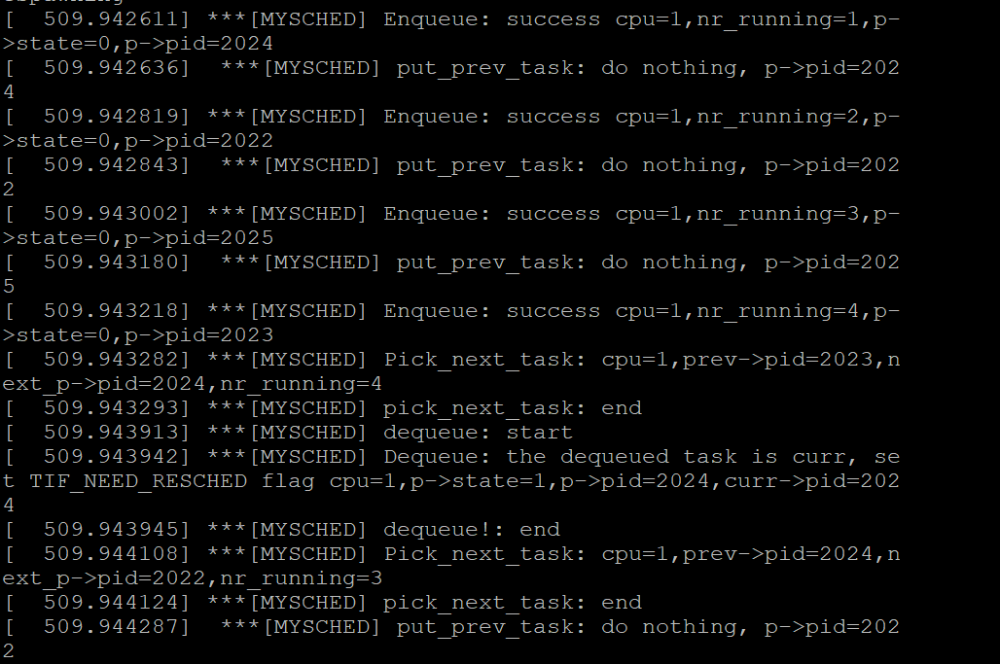 [  509.942611] ***[MYSCHED] Enqueue: success cpu=1,nr_running=1,p-
>state=0,p->pid=2024
[  509.942636]  ***[MYSCHED] put_prev_task: do nothing, p->pid=202
4
[  509.942819] ***[MYSCHED] Enqueue: success cpu=1,nr_running=2,p-
>state=0,p->pid=2022
[  509.942843]  ***[MYSCHED] put_prev_task: do nothing, p->pid=202
2
[  509.943002] ***[MYSCHED] Enqueue: success cpu=1,nr_running=3,p-
>state=0,p->pid=2025
[  509.943180]  ***[MYSCHED] put_prev_task: do nothing, p->pid=202
5
[  509.943218] ***[MYSCHED] Enqueue: success cpu=1,nr_running=4,p-
>state=0,p->pid=2023
[  509.943282] ***[MYSCHED] Pick_next_task: cpu=1,prev->pid=2023,n
ext_p->pid=2024,nr_running=4
[  509.943293] ***[MYSCHED] pick_next_task: end
[  509.943913] ***[MYSCHED] dequeue: start
[  509.943942] ***[MYSCHED] Dequeue: the dequeued task is curr, se
t TIF_NEED_RESCHED flag cpu=1,p->state=1,p->pid=2024,curr->pid=202
4
[  509.943945] ***[MYSCHED] dequeue!: end
[  509.944108] ***[MYSCHED] Pick_next_task: cpu=1,prev->pid=2024,n
ext_p->pid=2022,nr_running=3
[  509.944124] ***[MYSCHED] pick_next_task: end
[  509.944287]  ***[MYSCHED] put_prev_task: do nothing, p->pid=202
2